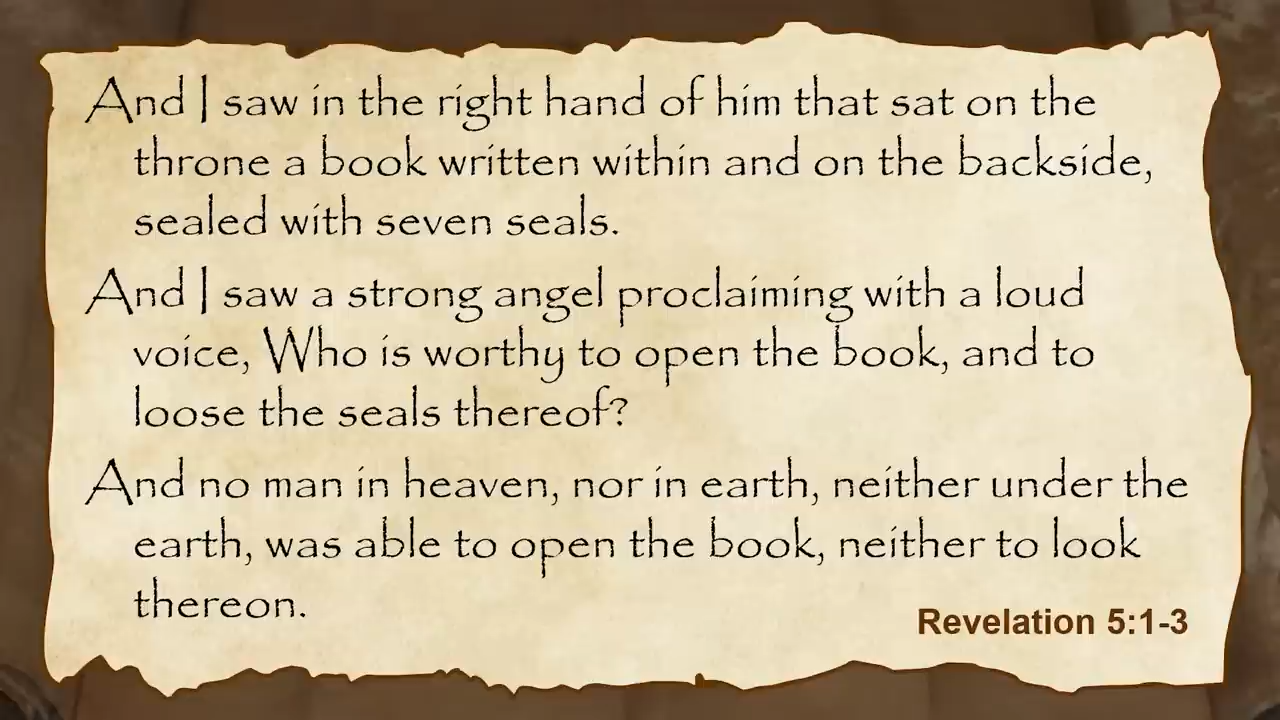 And I saw in the right hand of him that sat on the
throne a book written within and on the backside,
sealed with seven seals.
And I saw a strong angel proclaiming with a loud
voice, Who is worthy to open the book, and to
loose the seals thereof?
And no man in heaven, nor in earth, neither under the
earth, was able to open the book, neither to look
thereon.
Revelation 5:1-3